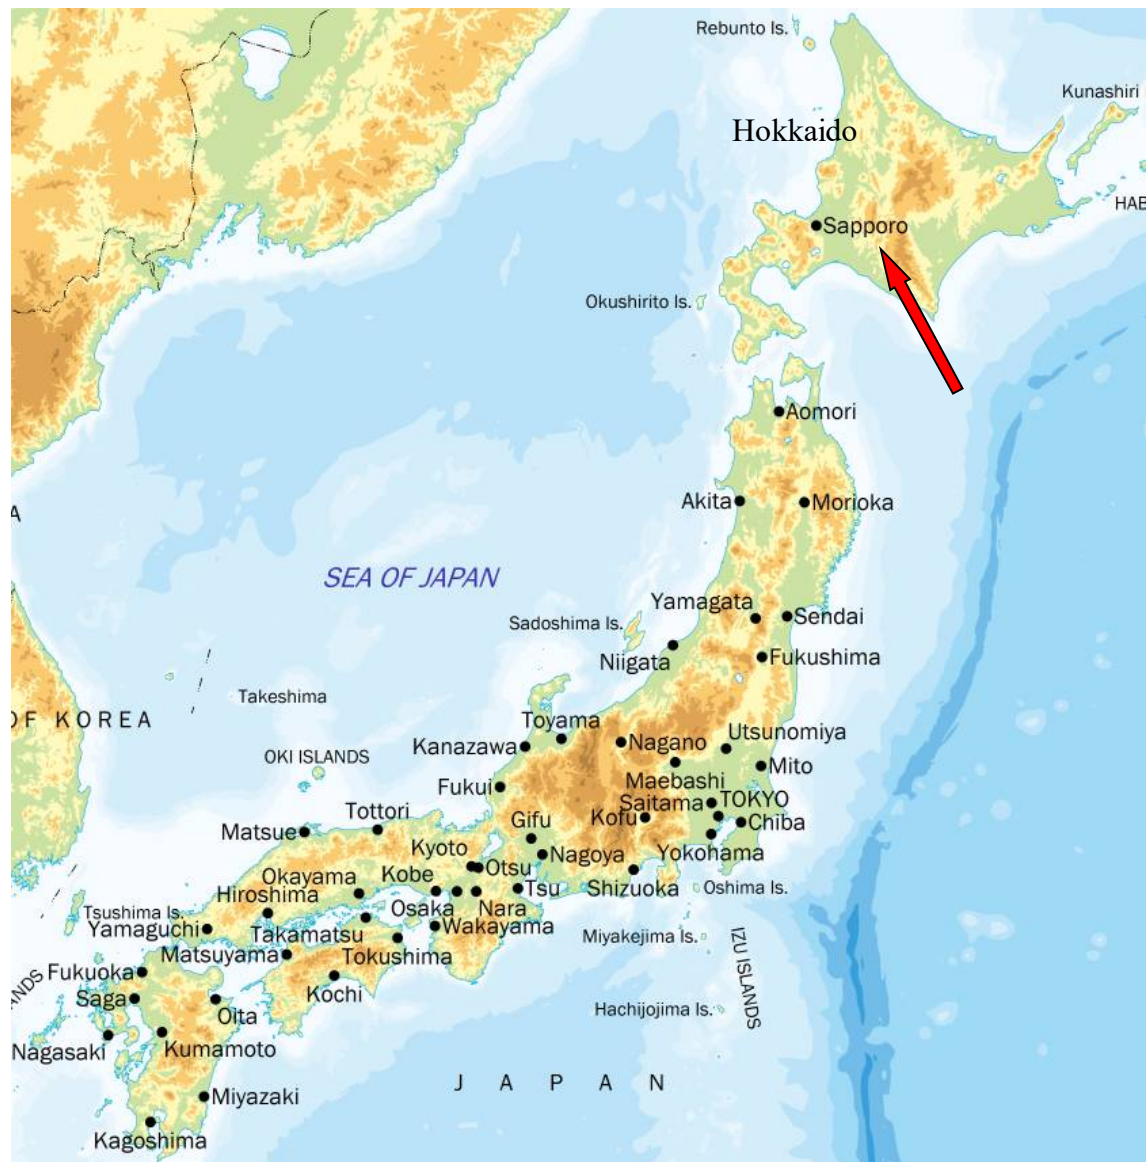 Rebunto Is.
Kunashiri
Hokkaido
HAB
Sapporo
Okushirito Is.
Aomori
Akita
Morioka
A
SEA OF JAPAN
Yamagata
Sendai
Sadoshima Is.
Niigata
Fukushima
Takeshima
OF KOREA
Toyama
Utsunomiya
Kanazawa
Nagano
OKI ISLANDS
Mito
Maebashi
Fukui
Saitama
TOKYO
Tottori
Kofu
Chiba
Matsue
Gifu
Kyoto
Nagoya
Yokohama
Otsu
Okayama
Kobe
Tsu
Shizuoka
Oshima Is.
Hiroshima
Osaka
Nara
Tsushima Is.
Yamaguchi
Takamatsu
Wakayama
Miyakejima Is.
IZU ISLANDS
Matsuyama
Tokushima
Fukuoka
Kochi
ANDS
Saga
Oita
Hachijojima Is.
Nagasaki
Kumamoto
JAPAN
Miyazaki
Kagoshima